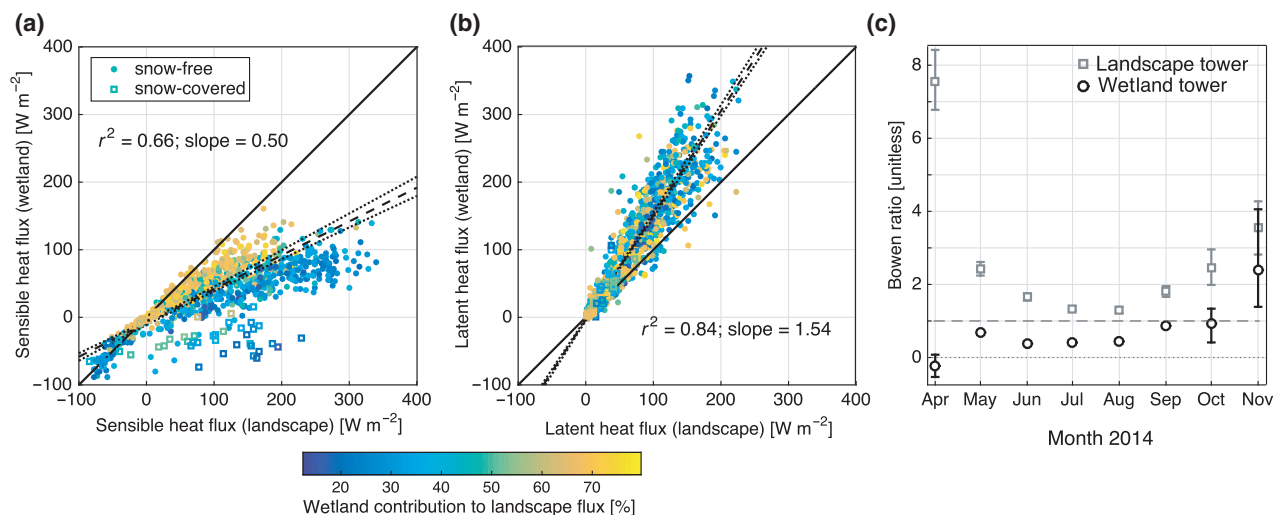 (a)
Sensible heat flux (wetland) [W m−2]
400
300
200
100
0
−100
snow-free
snow-covered
r2 = 0.66; slope = 0.50
−100 0 100 200 300 400
Sensible heat flux (landscape) [W m−2]
(b)
Latent heat flux (wetland) [W m−2]
400
300
200
100
0
−100
r2 = 0.84; slope = 1.54
−100 0 100 200 300 400
Latent heat flux (landscape) [W m−2]
20 30 40 50 60 70
Wetland contribution to landscape flux [%]
(c)
Bowen ratio [unitless]
8
6
4
2
0
Landscape tower
Wetland tower
Apr May Jun Jul Aug Sep Oct Nov
Month 2014